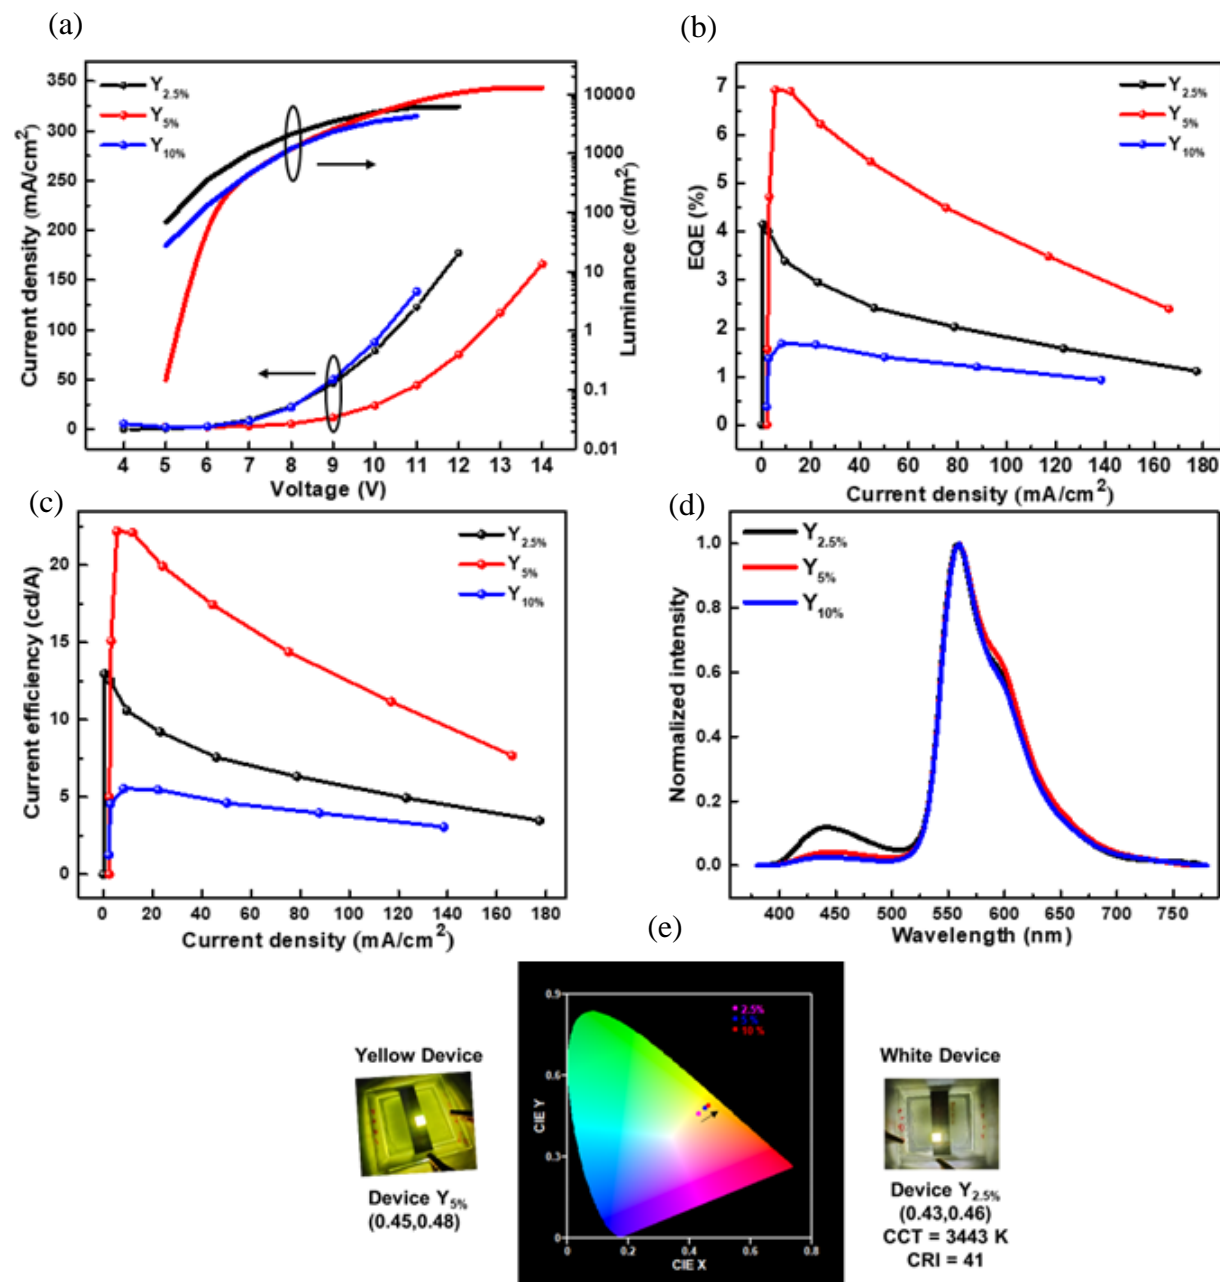 (a)
350
300
250
200
150
100
50
0
Current density (mA/cm²)
Y2.5%
Y5%
Y10%
10000
1000
100
10
1
0.1
0.01
Luminance (cd/m²)
4 5 6 7 8 9 10 11 12 13 14
Voltage (V)
(b)
7
6
5
4
3
2
1
0
EQE (%)
Y2.5%
Y5%
Y10%
0 20 40 60 80 100 120 140 160 180
Current density (mA/cm²)
(c)
20
15
10
5
0
Current efficiency (cd/A)
Y2.5%
Y5%
Y10%
0 20 40 60 80 100 120 140 160 180
Current density (mA/cm²)
(d)
1.0
0.8
0.6
0.4
0.2
0.0
Normalized intensity
Y2.5%
Y5%
Y10%
400 450 500 550 600 650 700 750
Wavelength (nm)
(e)
Yellow Device
Device Y5%
(0.45,0.48)
0.9
0.6
0.3
0
CIE Y
2.5%
5 %
10 %
0 0.2 0.4 0.6 0.8
CIE X
White Device
Device Y2.5%
(0.43,0.46)
CCT = 3443 K
CRI = 41